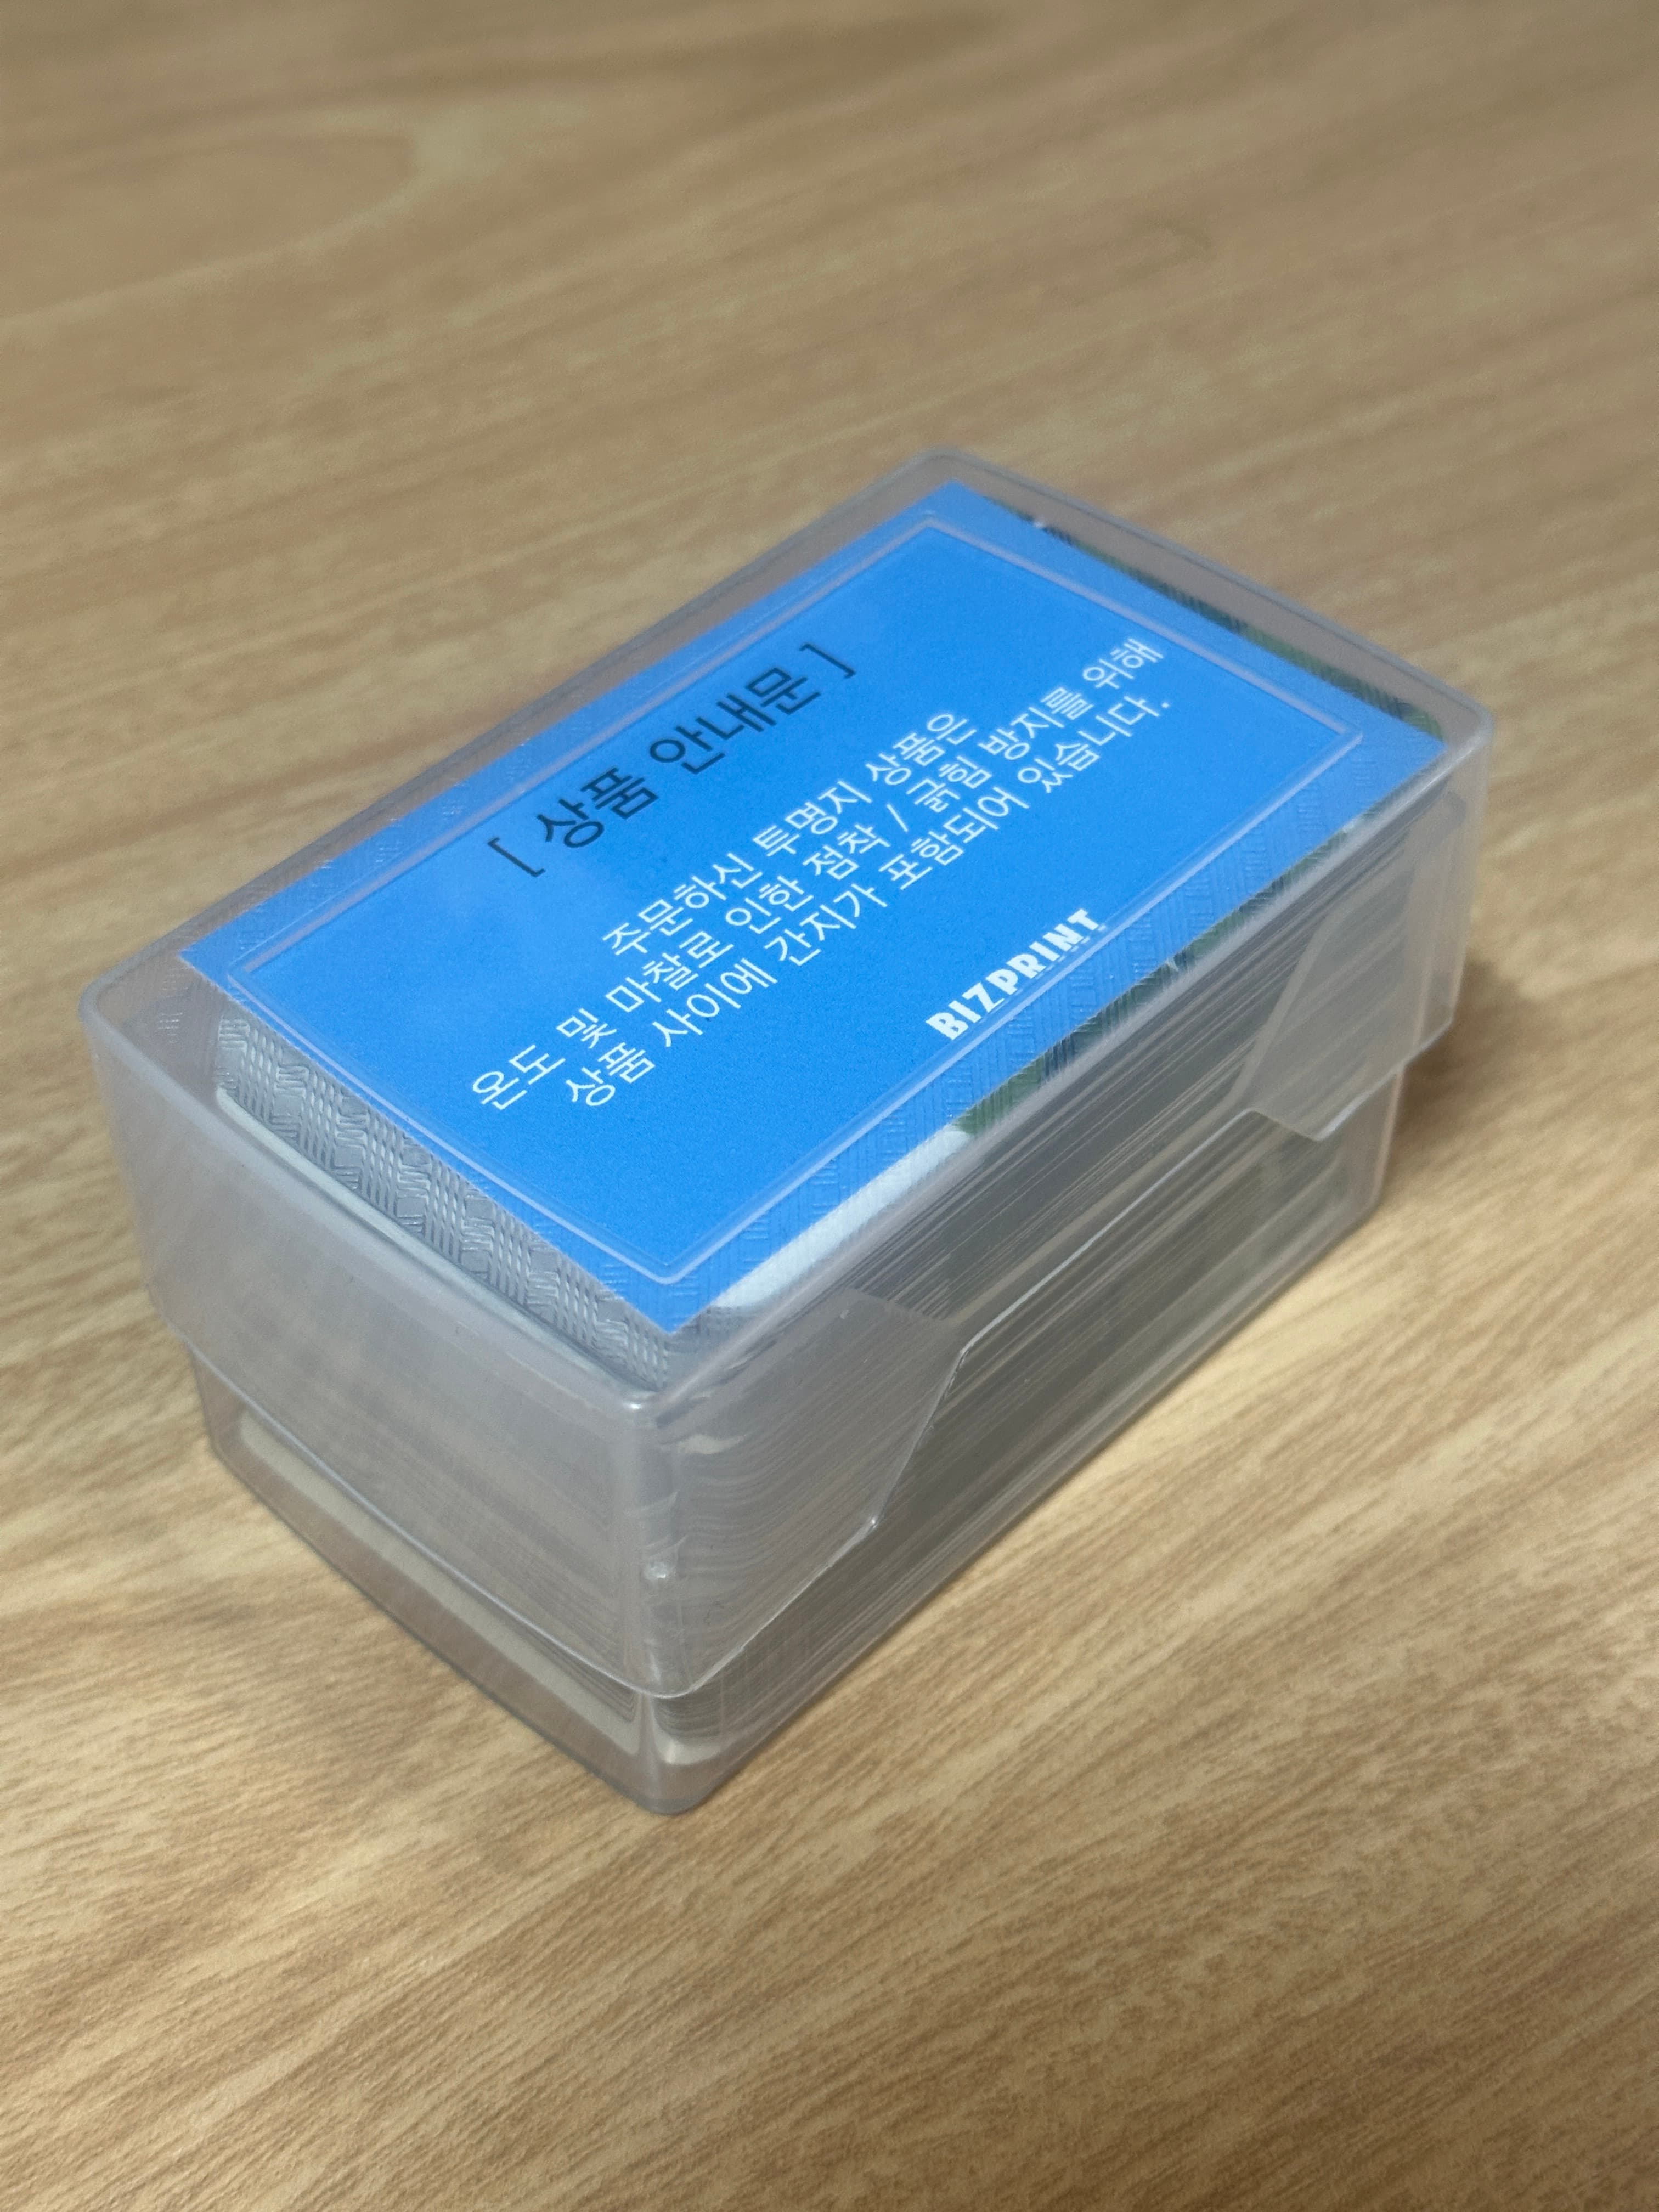 [ 상품 안내문 ]
주문하신 투명지 상품은
온도 및 마찰로 인한 점착 / 긁힘 방지를 위해
상품 사이에 간지가 포함되어 있습니다.
BIZPRINT